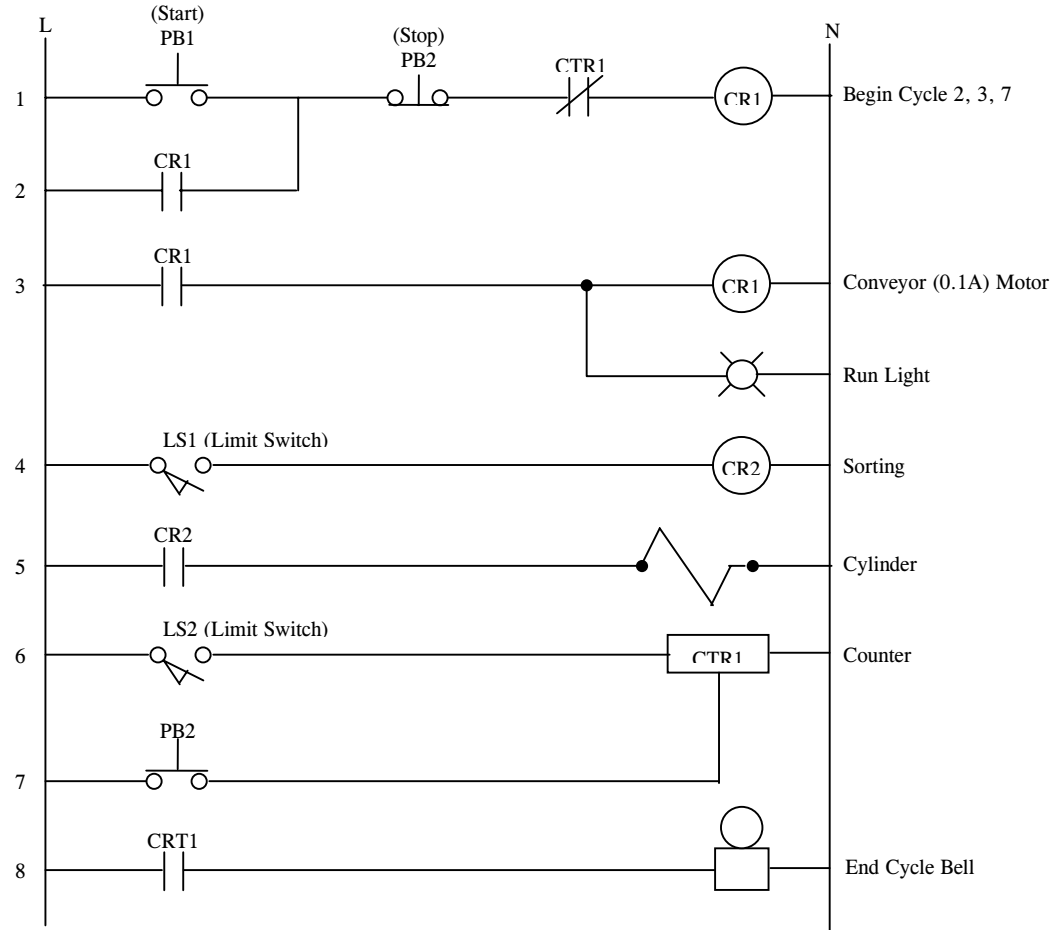 L
(Start)
PB1
(Stop)
PB2
CTR1
N
1
CR1
Begin Cycle 2, 3, 7
CR1
2
CR1
3
CR1
Conveyor (0.1A) Motor
Run Light
LS1 (Limit Switch)
4
CR2
Sorting
CR2
5
Cylinder
LS2 (Limit Switch)
6
CTR1
Counter
PB2
7
CRT1
8
End Cycle Bell